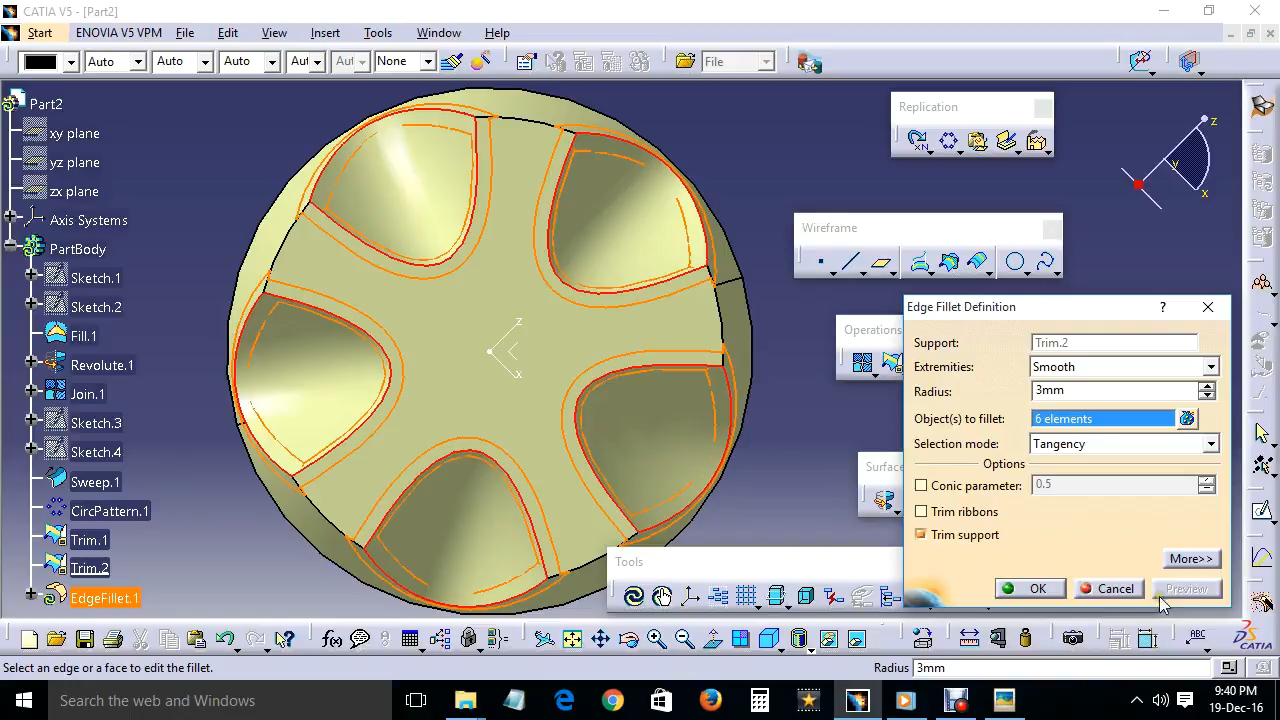 CATIA V5 - [Part2]
Start ENOVIA V5 VPM File Edit View Insert Tools Window Help
Auto Auto Auto Aut Aut None File
Part2
xy plane
yz plane
zx plane
Axis Systems
PartBody
Sketch.1
Sketch.2
Fill.1
Revolute.1
Join.1
Sketch.3
Sketch.4
Sweep.1
CircPattern.1
Trim.1
Trim.2
EdgeFillet.1
z
x
z
y
x
Replication
Wireframe
Operations
Surfac
Tools
Edge Fillet Definition ?
Support: Trim.2
Extremities: Smooth
Radius: 3mm
Object(s) to fillet: 6 elements
Selection mode: Tangency
Options
Conic parameter: 0.5
Trim ribbons
Trim support
More>>
OK Cancel Preview
f(x)
ABC
CATIA
Select an edge or a face to edit the fillet. Radius 3mm
Search the web and Windows
9:40 PM
19-Dec-16